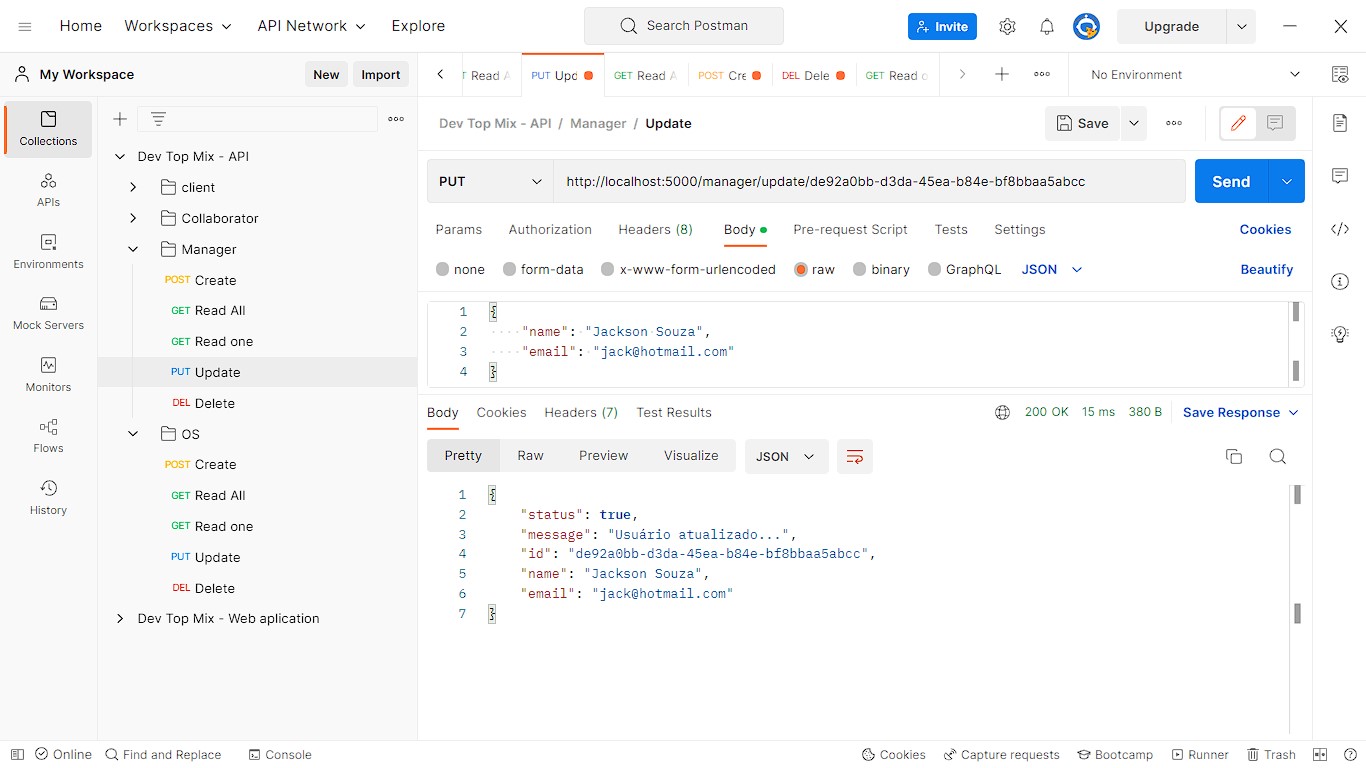 Home Workspaces API Network Explore Search Postman Invite Upgrade
My Workspace New Import
Read A PUT Upd GET Read A POST Cre DEL Dele GET Read o No Environment
Collections
APIs
Environments
Mock Servers
Monitors
Flows
History
Dev Top Mix - API
client
Collaborator
Manager
POST Create
GET Read All
GET Read one
PUT Update
DEL Delete
OS
POST Create
GET Read All
GET Read one
PUT Update
DEL Delete
Dev Top Mix - Web aplication
Dev Top Mix - API / Manager / Update Save
PUT http://localhost:5000/manager/update/de92a0bb-d3da-45ea-b84e-bf8bbaa5abcc Send
Params Authorization Headers (8) Body Pre-request Script Tests Settings Cookies
none form-data x-www-form-urlencoded raw binary GraphQL JSON Beautify
1 {
2 "name": "Jackson Souza",
3 "email": "jack@hotmail.com"
4 }
Body Cookies Headers (7) Test Results 200 OK 15 ms 380 B Save Response
Pretty Raw Preview Visualize JSON
1 {
2 "status": true,
3 "message": "Usuário atualizado...",
4 "id": "de92a0bb-d3da-45ea-b84e-bf8bbaa5abcc",
5 "name": "Jackson Souza",
6 "email": "jack@hotmail.com"
7 }
Online Find and Replace Console Cookies Capture requests Bootcamp Runner Trash